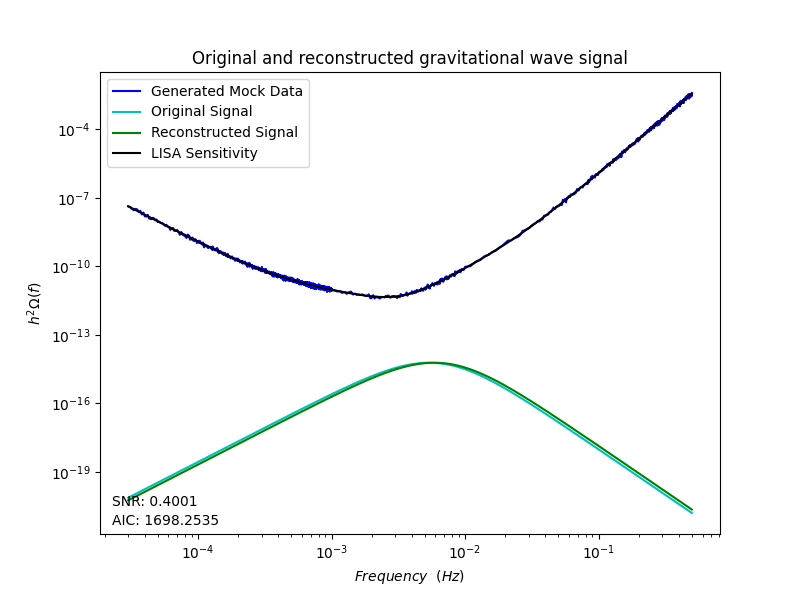 Original and reconstructed gravitational wave signal
Generated Mock Data
Original Signal
Reconstructed Signal
LISA Sensitivity
10⁻⁴
10⁻⁷
10⁻¹⁰
10⁻¹³
10⁻¹⁶
10⁻¹⁹
h²Ω(f)
SNR: 0.4001
AIC: 1698.2535
10⁻⁴ 10⁻³ 10⁻² 10⁻¹
Frequency (Hz)